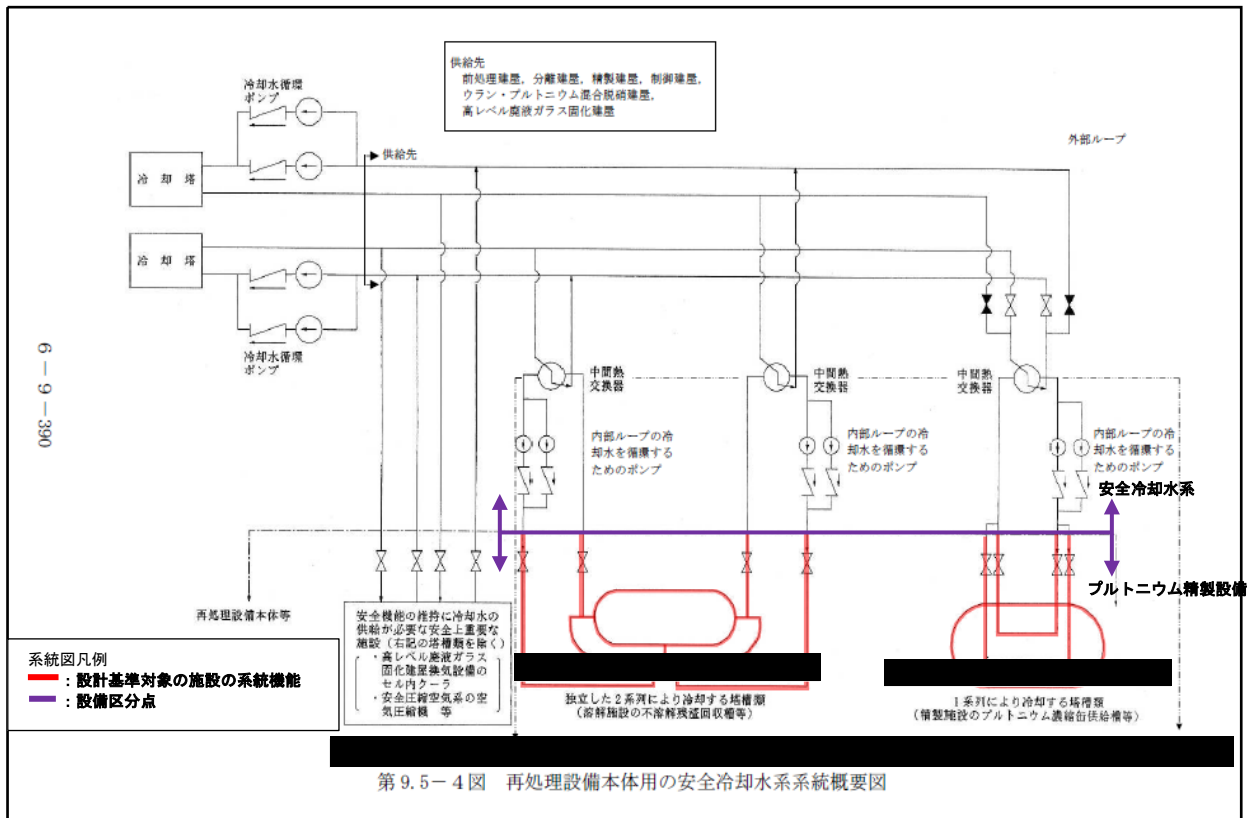 供給先
前処理建屋，分離建屋，精製建屋，制御建屋，
ウラン・プルトニウム混合脱硝建屋，
高レベル廃液ガラス固化建屋
冷却水循環
ポンプ
外部ループ
供給先
冷却塔
冷却塔
冷却水循環
ポンプ
6－9－390
中間熱
交換器
中間熱
交換器
中間熱
交換器
内部ループの冷
却水を循環する
ためのポンプ
内部ループの冷
却水を循環する
ためのポンプ
内部ループの冷
却水を循環する
ためのポンプ
安全冷却水系
プルトニウム精製設備
再処理設備本体等
安全機能の維持に冷却水の
供給が必要な安全上重要な
施設（右記の塔槽類を除く）
・高レベル廃液ガラス
固化建屋換気設備の
セル内クーラ
・安全圧縮空気系の空
気圧縮機 等
系統図凡例
：設計基準対象の施設の系統機能
：設備区分点
独立した2系列により冷却する塔槽類
（溶解施設の不溶解残渣回収槽等）
1系列により冷却する塔槽類
（精製施設のプルトニウム濃縮缶供給槽等）
第9.5－4図 再処理設備本体用の安全冷却水系系統概要図